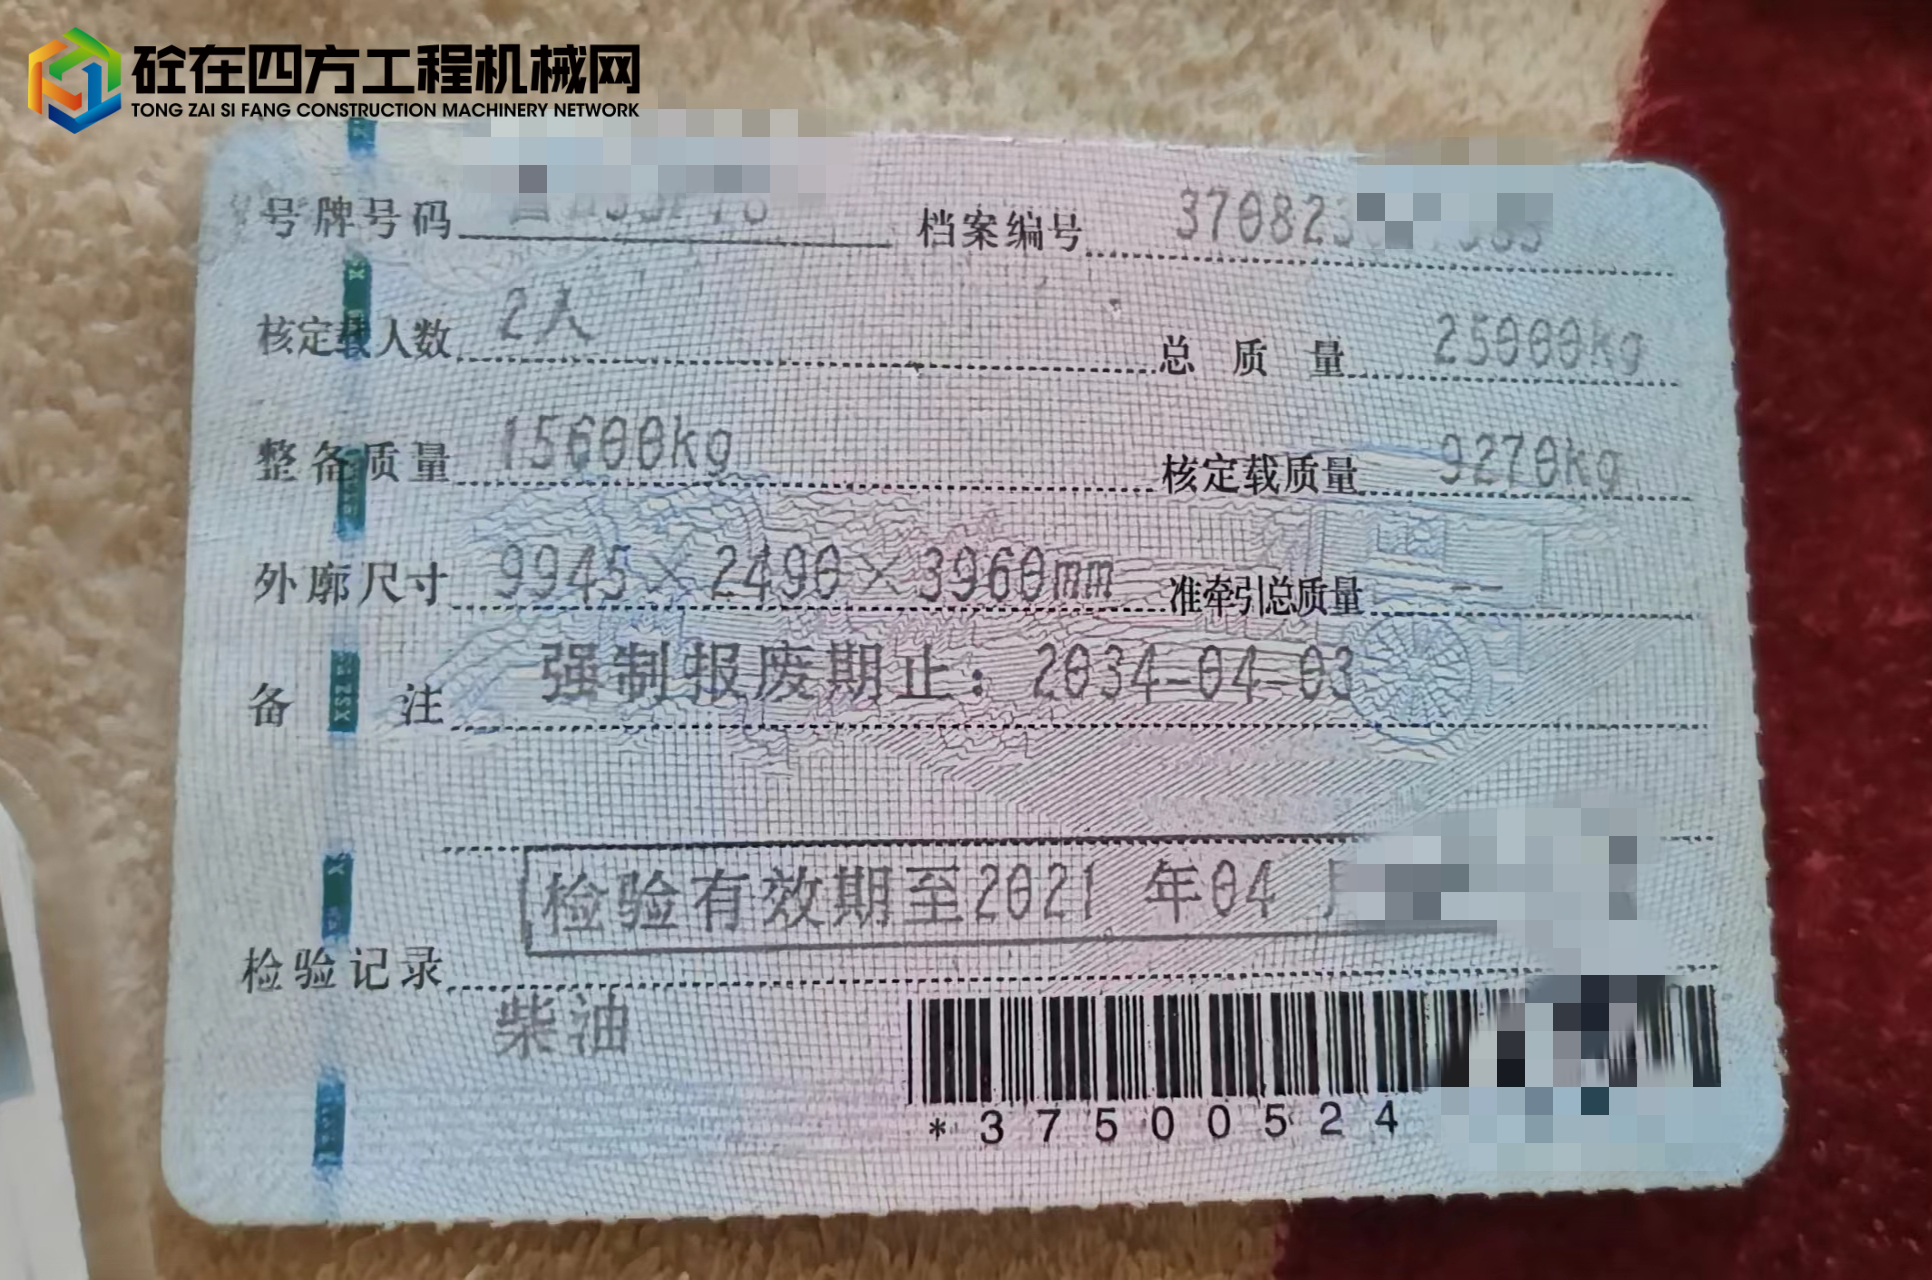 砼在四方工程机械网
TONG ZAI SI FANG CONSTRUCTION MACHINERY NETWORK
号牌号码 档案编号 370823
核定载人数 2人 总质量 25000kg
整备质量 15600kg 核定载质量 9270kg
外廓尺寸 9945×2490×3960mm 准牵引总质量 --
备注 强制报废期止：2034-04-03
检验有效期至2021 年04
检验记录
柴油
*37500524